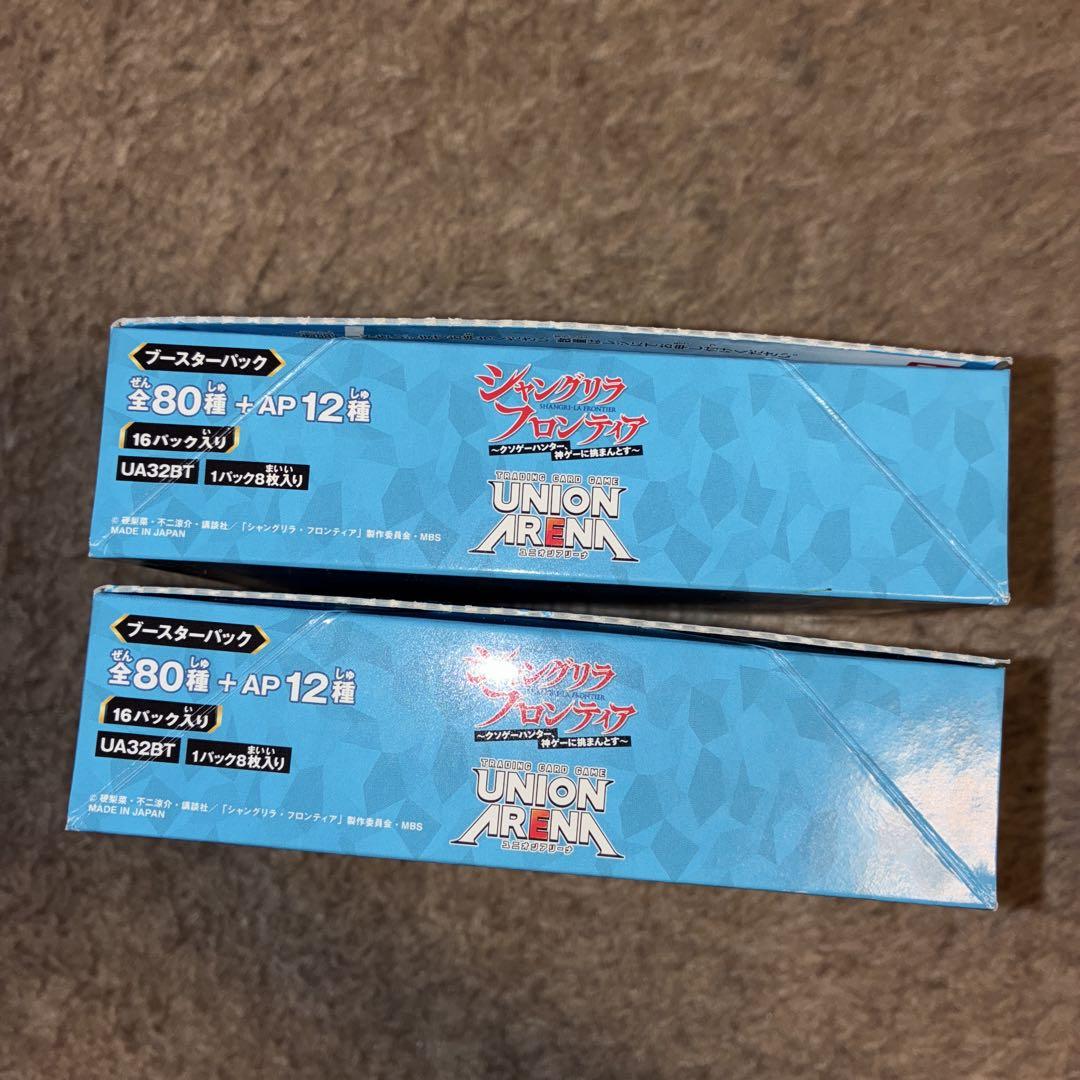 ブースターパック
ぜん しゅ しゅ
全80種+AP12種
い
16パック入り
まいい
UA32BT 1パック8枚入り
© 硬梨菜・不二涼介・講談社/「シャングリラ・フロンティア」製作委員会・MBS
MADE IN JAPAN
シャングリラ
SHANGRI-LA FRONTIER
フロンティア
~クソゲーハンター、
神ゲーに挑まんとす~
TRADING CARD GAME
UNION
ARENA
ユニオンアリーナ
ブースターパック
ぜん しゅ しゅ
全80種+AP12種
い
16パック入り
まいい
UA32BT 1パック8枚入り
© 硬梨菜・不二涼介・講談社/「シャングリラ・フロンティア」製作委員会・MBS
MADE IN JAPAN
シャングリラ
SHANGRI-LA FRONTIER
フロンティア
~クソゲーハンター、
神ゲーに挑まんとす~
TRADING CARD GAME
UNION
ARENA
ユニオンアリーナ